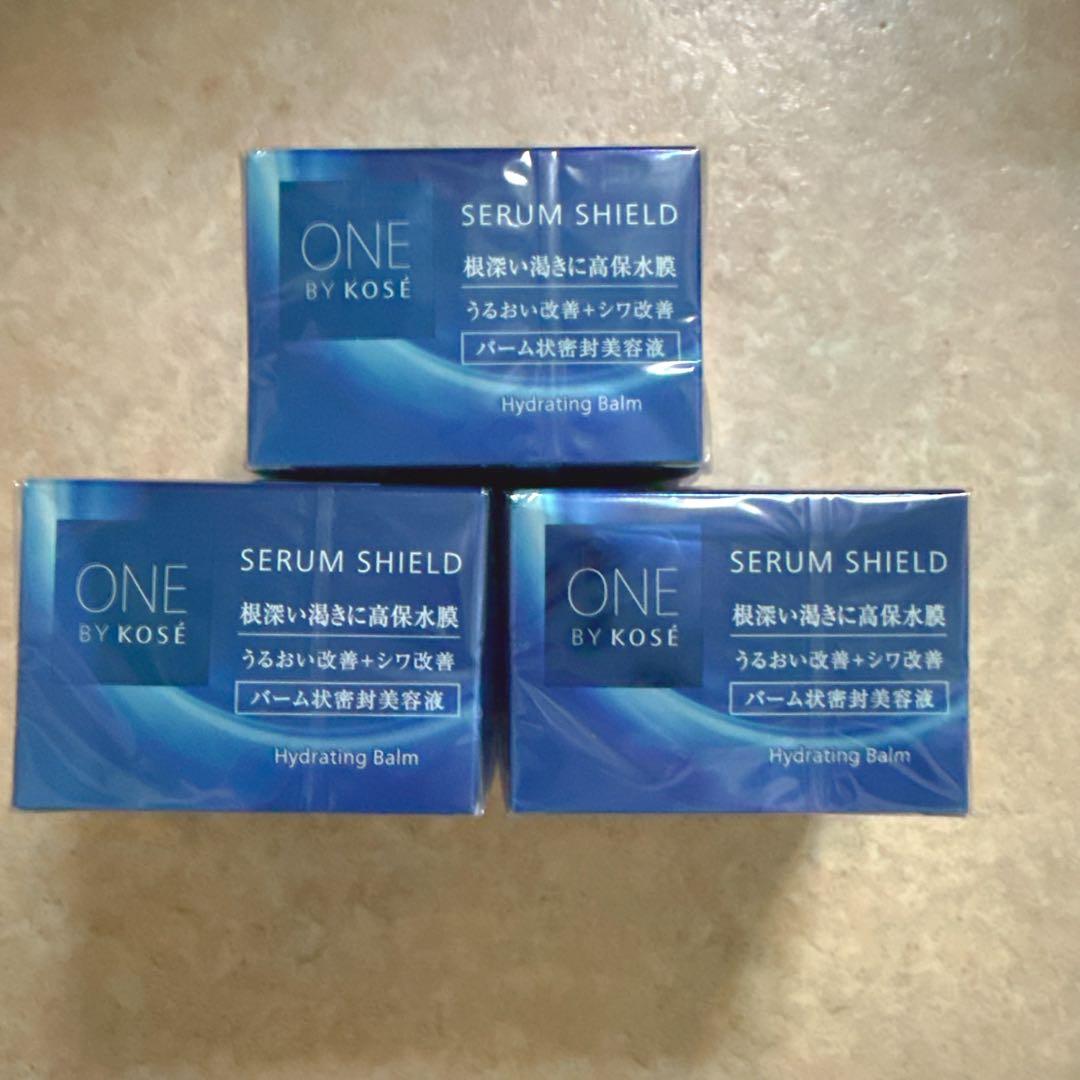 ONE
BY KOSÉ
SERUM SHIELD
根深い渇きに高保水膜
うるおい改善+シワ改善
バーム状密封美容液
Hydrating Balm
ONE
BY KOSÉ
SERUM SHIELD
根深い渇きに高保水膜
うるおい改善+シワ改善
バーム状密封美容液
Hydrating Balm
ONE
BY KOSÉ
SERUM SHIELD
根深い渇きに高保水膜
うるおい改善+シワ改善
バーム状密封美容液
Hydrating Balm